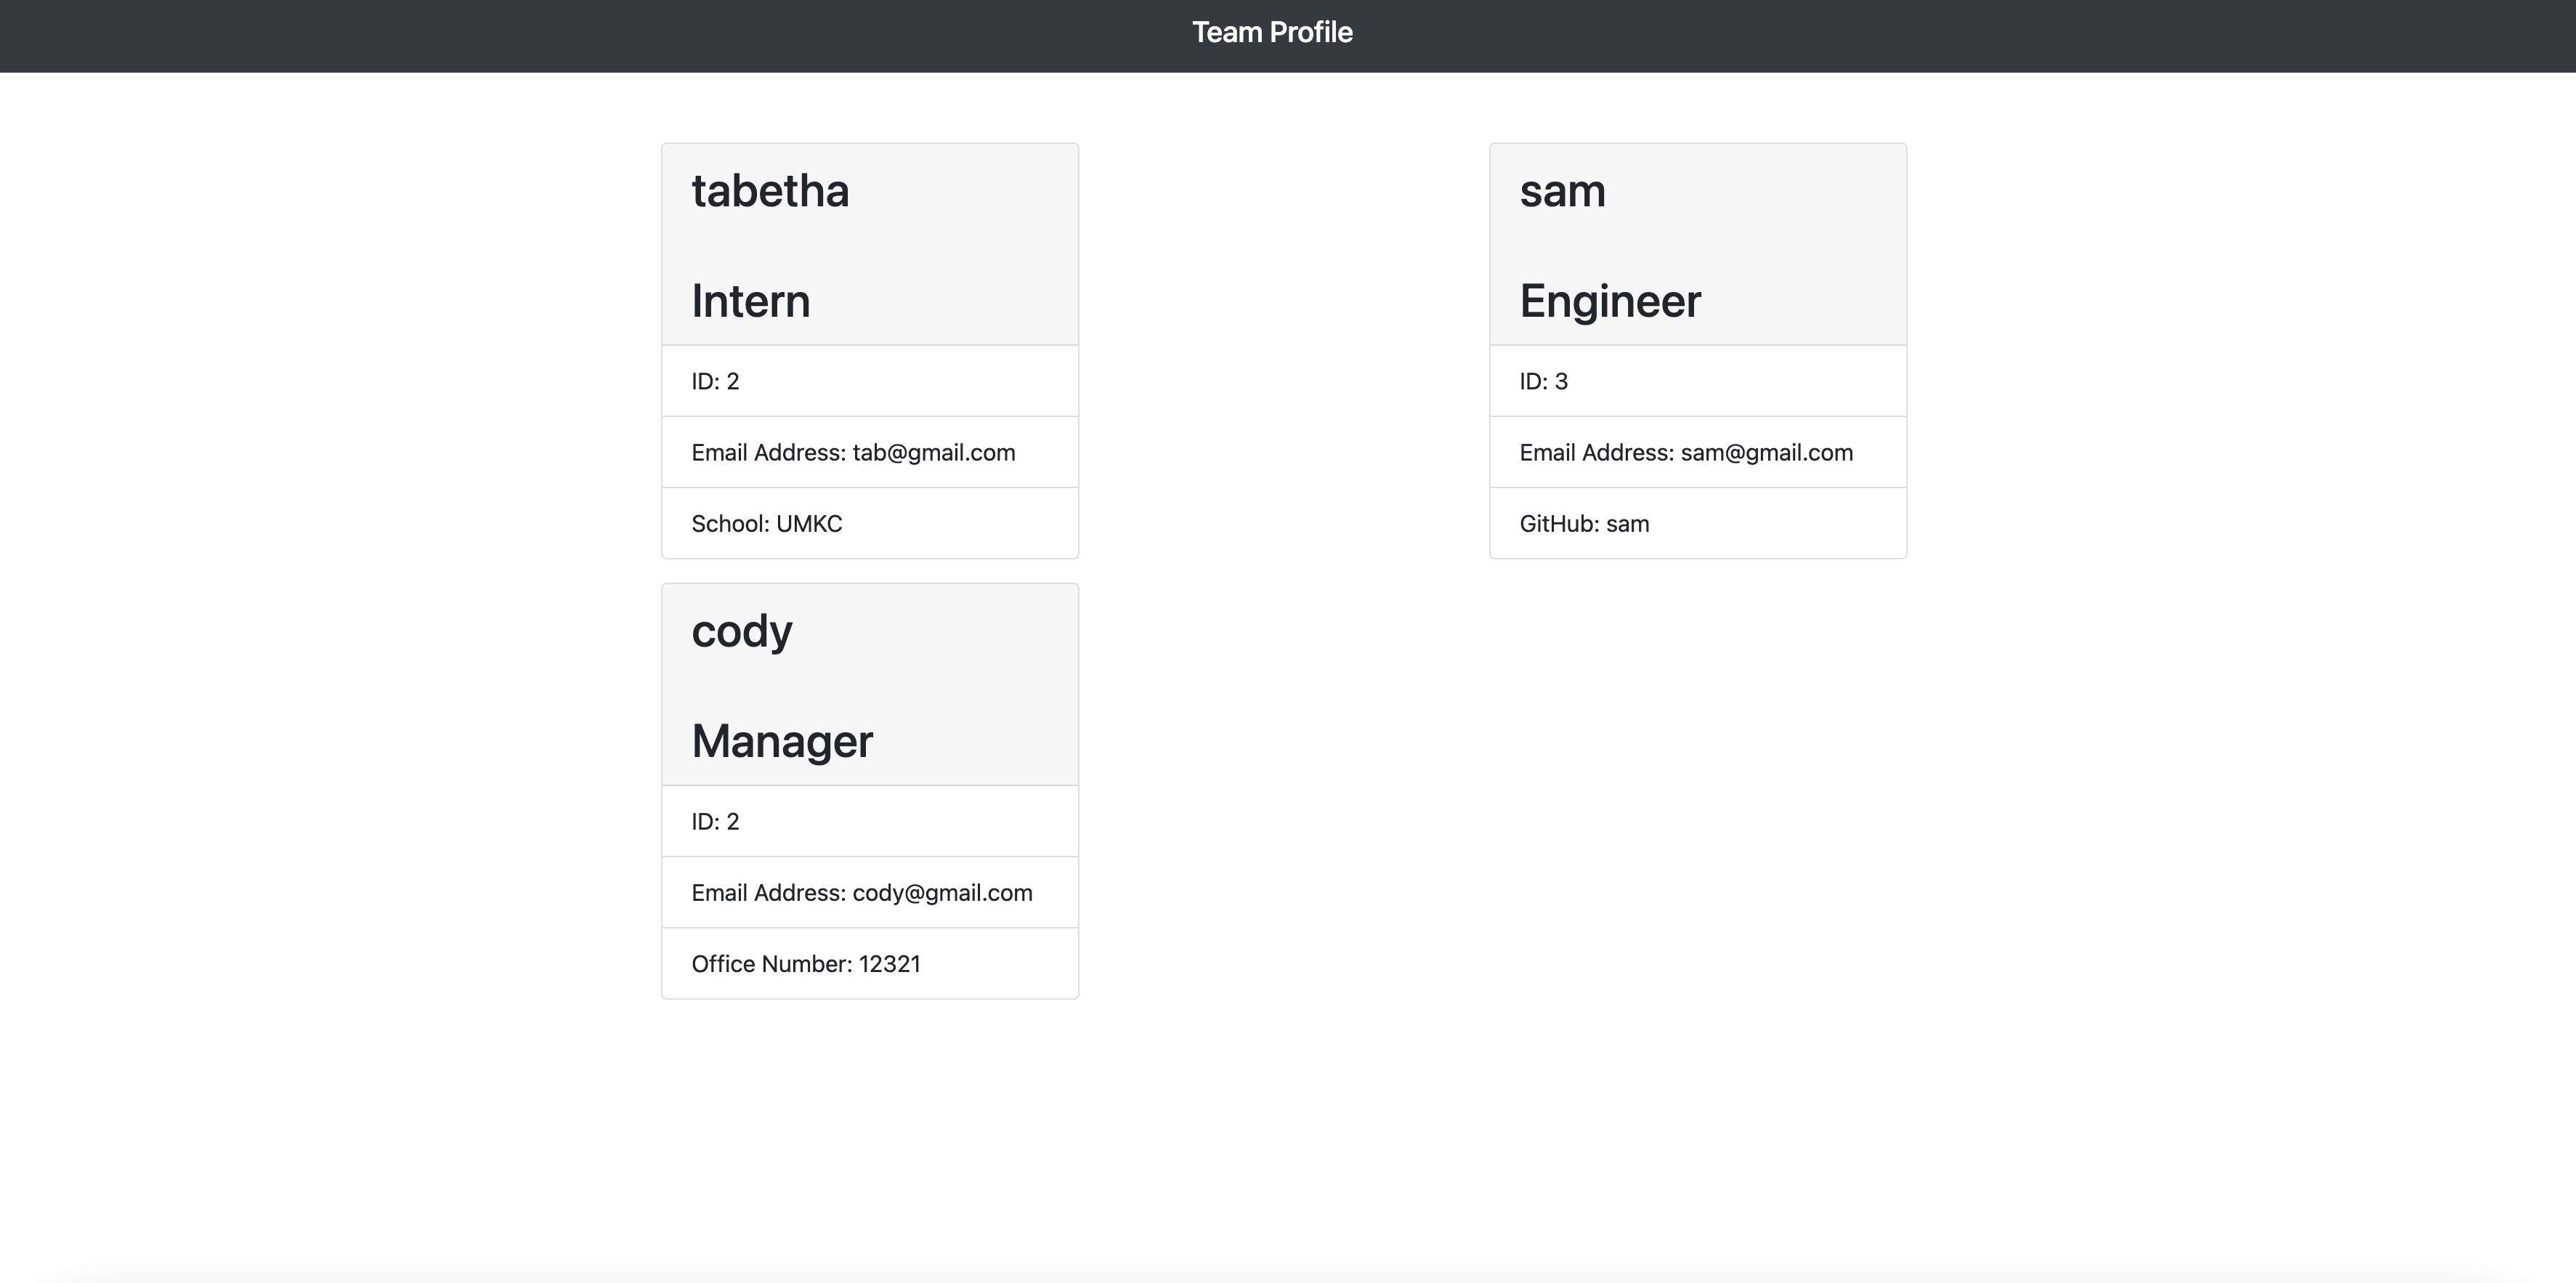 Team Profile
tabetha
Intern
ID: 2
Email Address: tab@gmail.com
School: UMKC
sam
Engineer
ID: 3
Email Address: sam@gmail.com
GitHub: sam
cody
Manager
ID: 2
Email Address: cody@gmail.com
Office Number: 12321